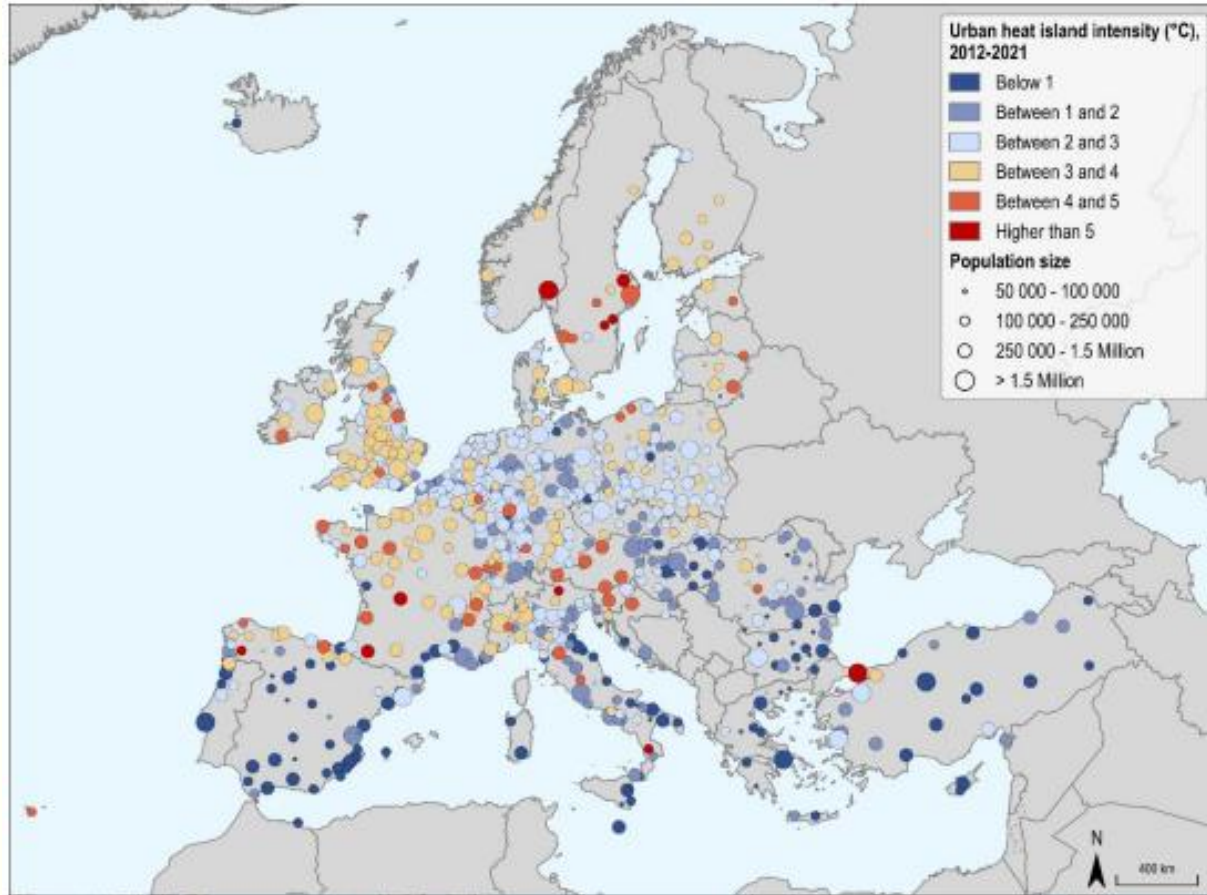 Urban heat island intensity (°C),
2012-2021
Below 1
Between 1 and 2
Between 2 and 3
Between 3 and 4
Between 4 and 5
Higher than 5
Population size
50 000 - 100 000
100 000 - 250 000
250 000 - 1.5 Million
> 1.5 Million
N
400 km